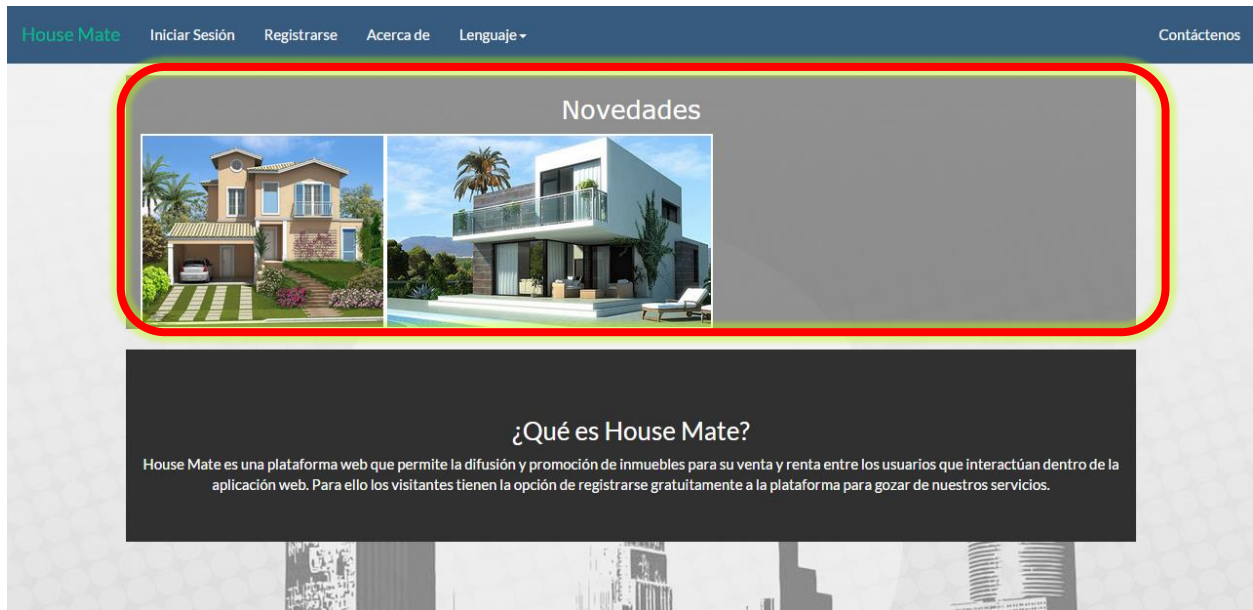 House Mate Iniciar Sesión Registrarse Acerca de Lenguaje Contáctenos
Novedades
¿Qué es House Mate?
House Mate es una plataforma web que permite la difusión y promoción de inmuebles para su venta y renta entre los usuarios que interactúan dentro de la
aplicación web. Para ello los visitantes tienen la opción de registrarse gratuitamente a la plataforma para gozar de nuestros servicios.